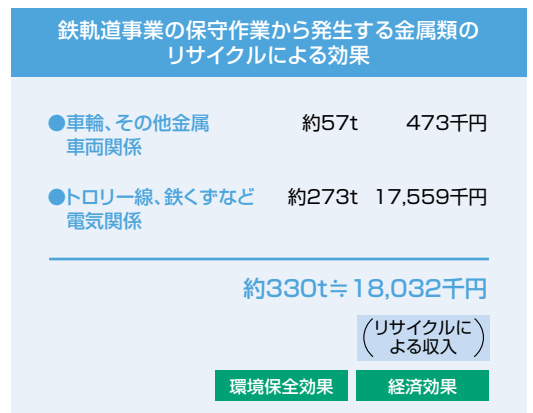 鉄軌道事業の保守作業から発生する金属類の
リサイクルによる効果
●車輪、その他金属 約57t 473千円
車両関係
●トロリー線、鉄くずなど 約273t 17,559千円
電気関係
約330t≒18,032千円
(リサイクルに
よる収入)
環境保全効果 経済効果